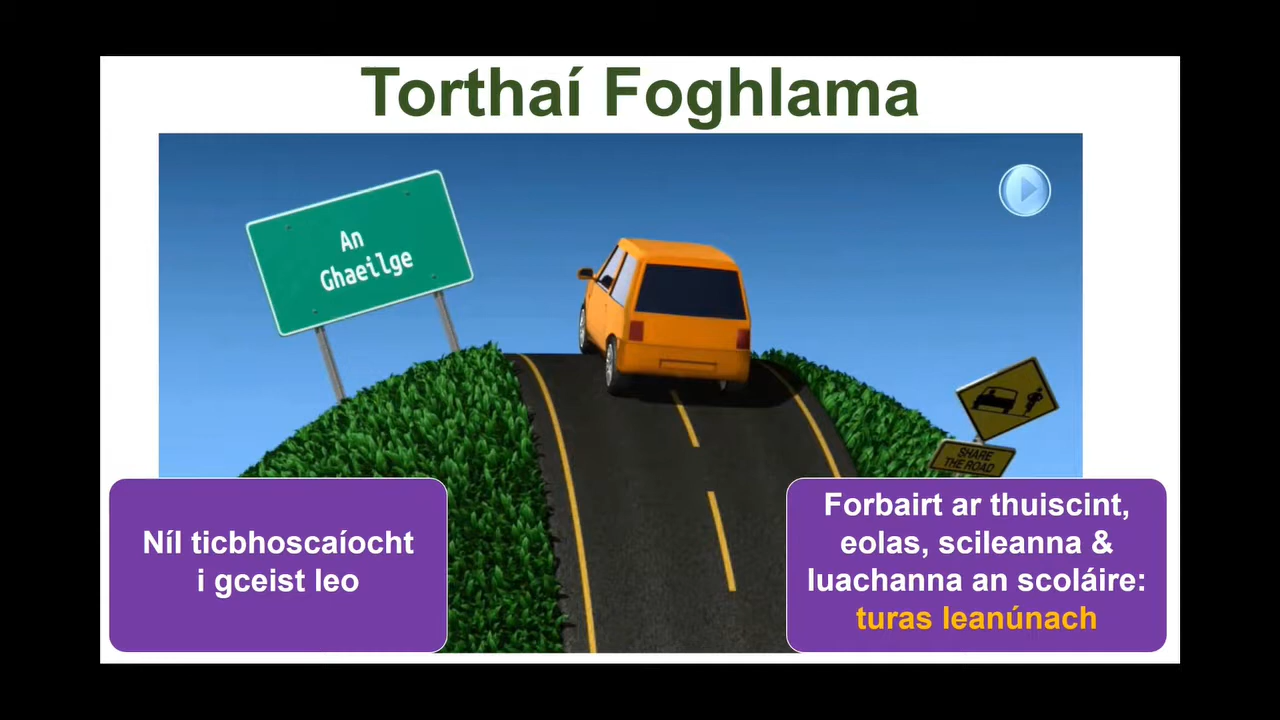 Torthaí Foghlama
An
Ghaeilge
SHARE
THE ROAD
Níl ticbhoscaíocht
i gceist leo
Forbairt ar thuiscint,
eolas, scileanna &
luachanna an scoláire:
turas leanúnach